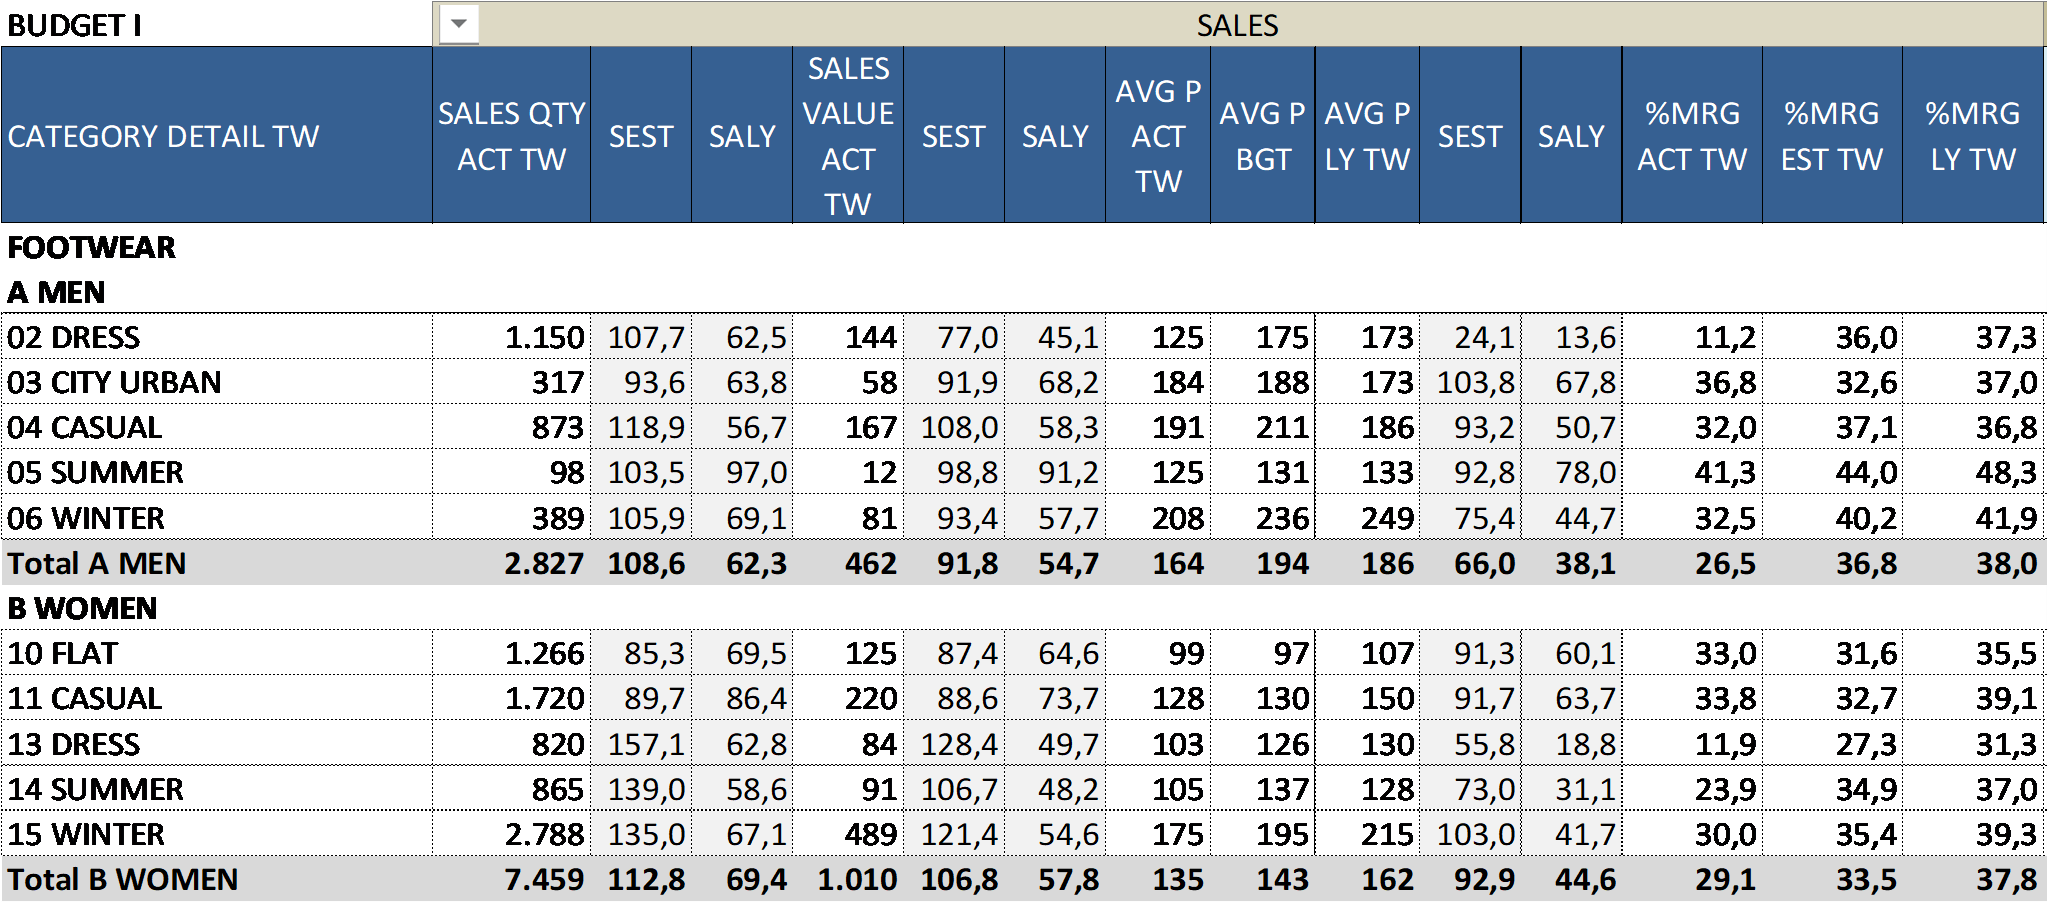 BUDGET I SALES
CATEGORY DETAIL TW SALES QTY ACT TW SEST SALY SALES VALUE ACT TW SEST SALY AVG P ACT TW AVG P BGT AVG P LY TW SEST SALY %MRG ACT TW %MRG EST TW %MRG LY TW
FOOTWEAR
A MEN
02 DRESS 1.150 107,7 62,5 144 77,0 45,1 125 175 173 24,1 13,6 11,2 36,0 37,3
03 CITY URBAN 317 93,6 63,8 58 91,9 68,2 184 188 173 103,8 67,8 36,8 32,6 37,0
04 CASUAL 873 118,9 56,7 167 108,0 58,3 191 211 186 93,2 50,7 32,0 37,1 36,8
05 SUMMER 98 103,5 97,0 12 98,8 91,2 125 131 133 92,8 78,0 41,3 44,0 48,3
06 WINTER 389 105,9 69,1 81 93,4 57,7 208 236 249 75,4 44,7 32,5 40,2 41,9
Total A MEN 2.827 108,6 62,3 462 91,8 54,7 164 194 186 66,0 38,1 26,5 36,8 38,0
B WOMEN
10 FLAT 1.266 85,3 69,5 125 87,4 64,6 99 97 107 91,3 60,1 33,0 31,6 35,5
11 CASUAL 1.720 89,7 86,4 220 88,6 73,7 128 130 150 91,7 63,7 33,8 32,7 39,1
13 DRESS 820 157,1 62,8 84 128,4 49,7 103 126 130 55,8 18,8 11,9 27,3 31,3
14 SUMMER 865 139,0 58,6 91 106,7 48,2 105 137 128 73,0 31,1 23,9 34,9 37,0
15 WINTER 2.788 135,0 67,1 489 121,4 54,6 175 195 215 103,0 41,7 30,0 35,4 39,3
Total B WOMEN 7.459 112,8 69,4 1.010 106,8 57,8 135 143 162 92,9 44,6 29,1 33,5 37,8